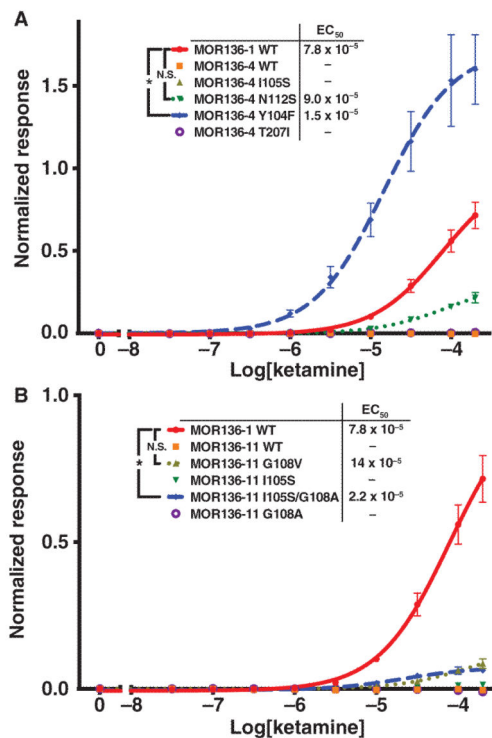 A
EC50
MOR136-1 WT 7.8 x 10⁻⁵
MOR136-4 WT –
MOR136-4 I105S –
MOR136-4 N112S 9.0 x 10⁻⁵
MOR136-4 Y104F 1.5 x 10⁻⁵
MOR136-4 T207I –
* N.S.
Normalized response
1.5
1.0
0.5
0.0
0 –8 –7 –6 –5 –4
Log[ketamine]
B
EC50
MOR136-1 WT 7.8 x 10⁻⁵
MOR136-11 WT –
MOR136-11 G108V 14 x 10⁻⁵
MOR136-11 I105S –
MOR136-11 I105S/G108A 2.2 x 10⁻⁵
MOR136-11 G108A –
* N.S.
Normalized response
1.0
0.5
0.0
0 –8 –7 –6 –5 –4
Log[ketamine]